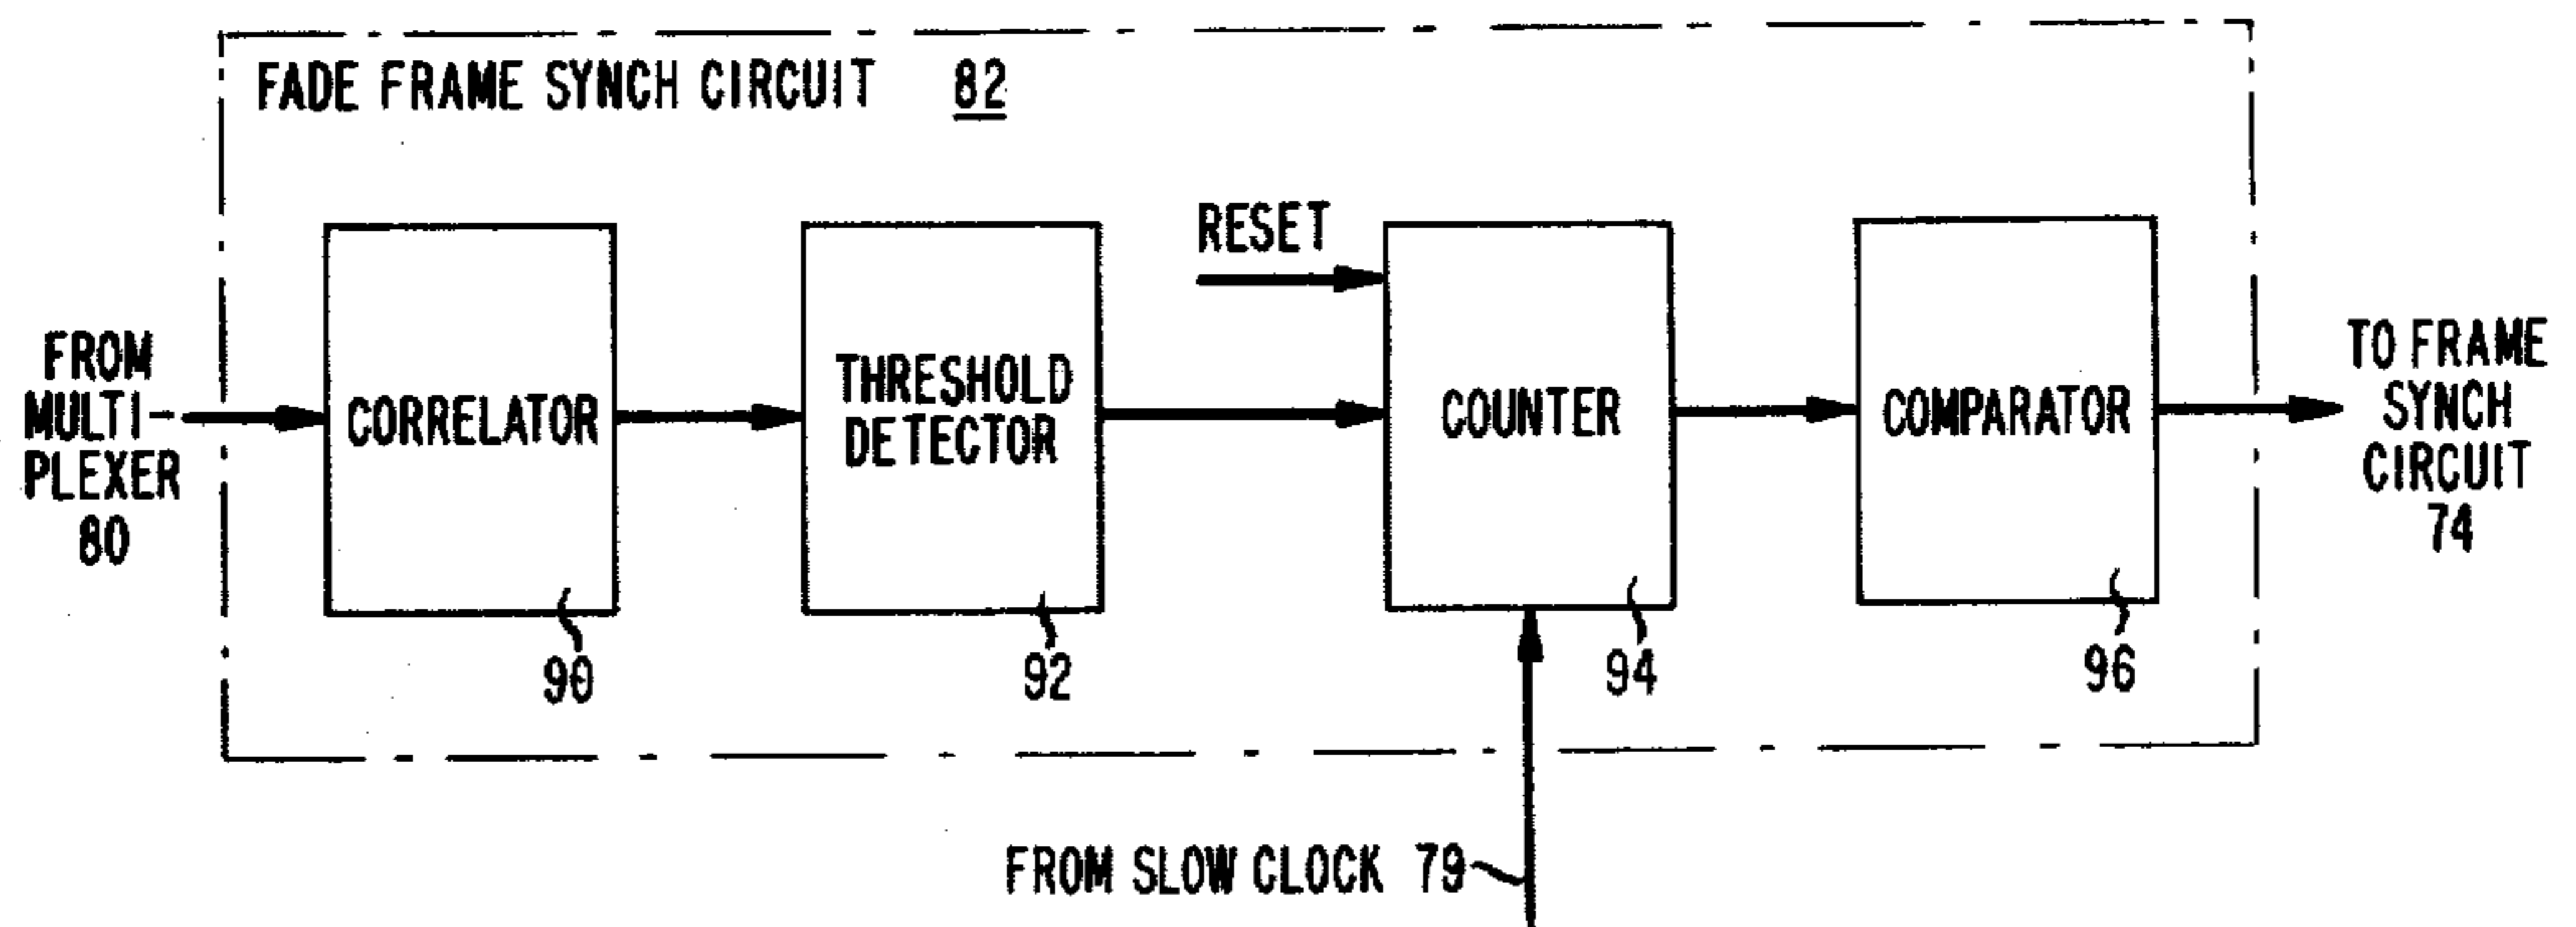 FADE FRAME SYNCH CIRCUIT 82
RESET
FROM
MULTI-
PLEXER
80
CORRELATOR
THRESHOLD
DETECTOR
COUNTER
COMPARATOR
TO FRAME
SYNCH
CIRCUIT
74
90
92
94
96
FROM SLOW CLOCK 79